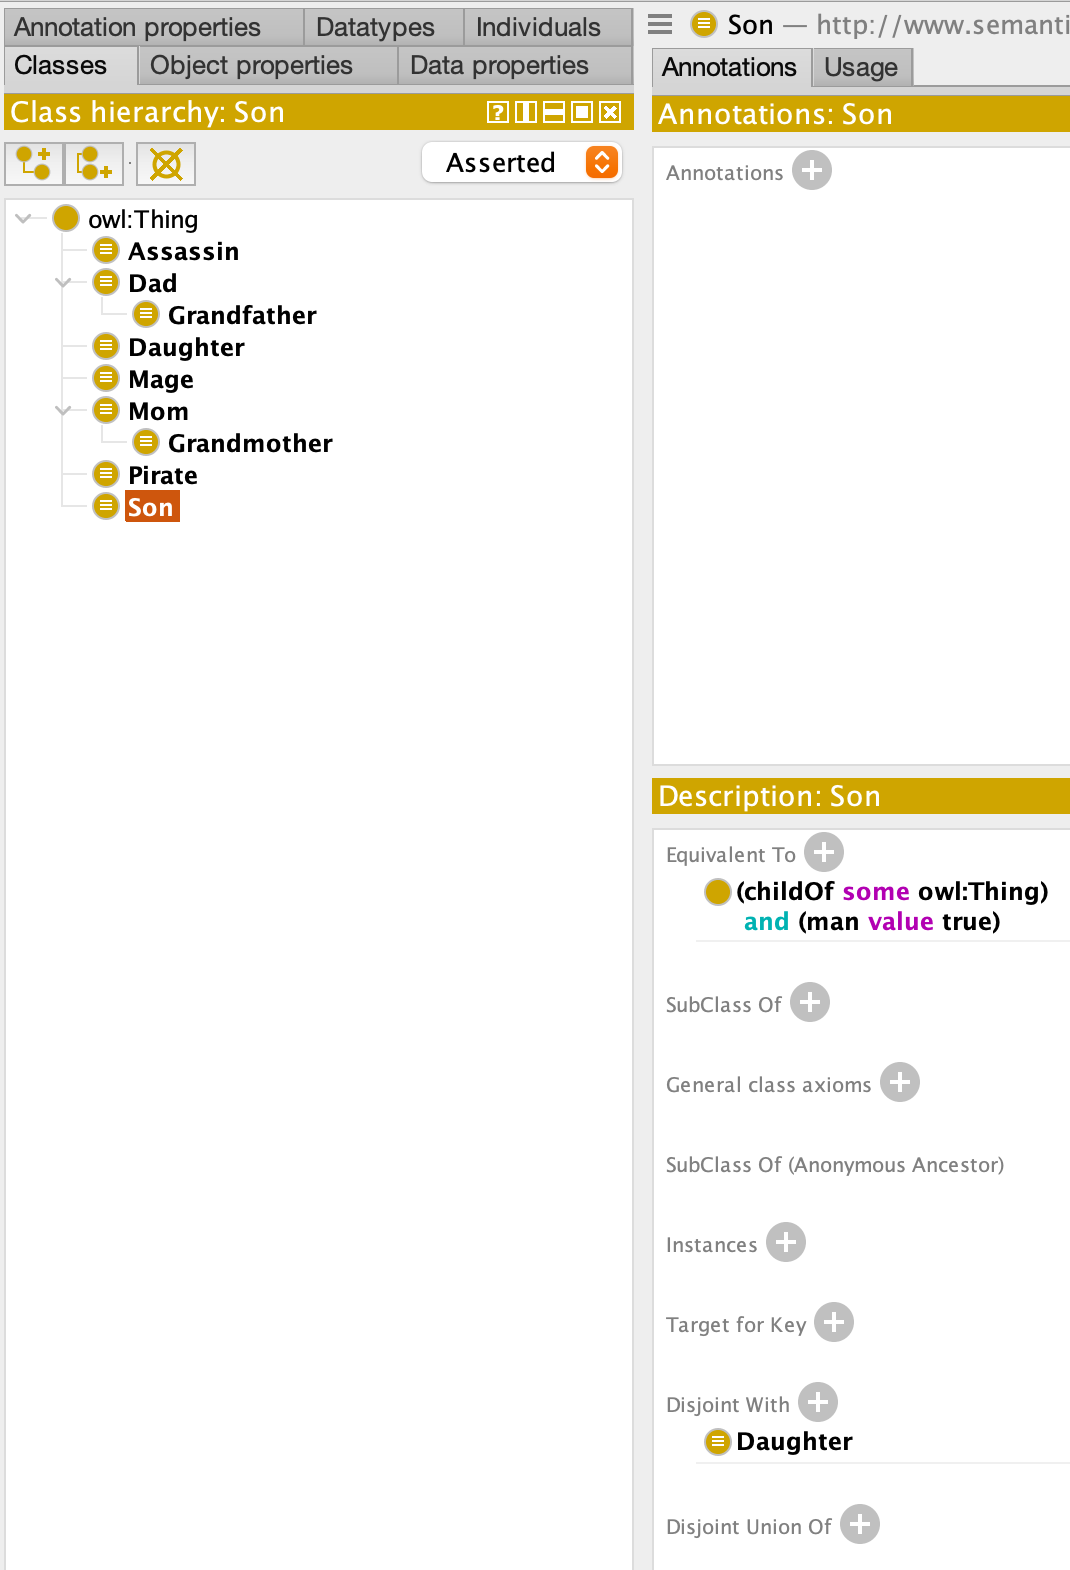 Annotation properties Datatypes Individuals
Classes Object properties Data properties
Class hierarchy: Son
Asserted
owl:Thing
Assassin
Dad
Grandfather
Daughter
Mage
Mom
Grandmother
Pirate
Son
Son — http://www.semanti
Annotations Usage
Annotations: Son
Annotations
Description: Son
Equivalent To
(childOf some owl:Thing)
and (man value true)
SubClass Of
General class axioms
SubClass Of (Anonymous Ancestor)
Instances
Target for Key
Disjoint With
Daughter
Disjoint Union Of